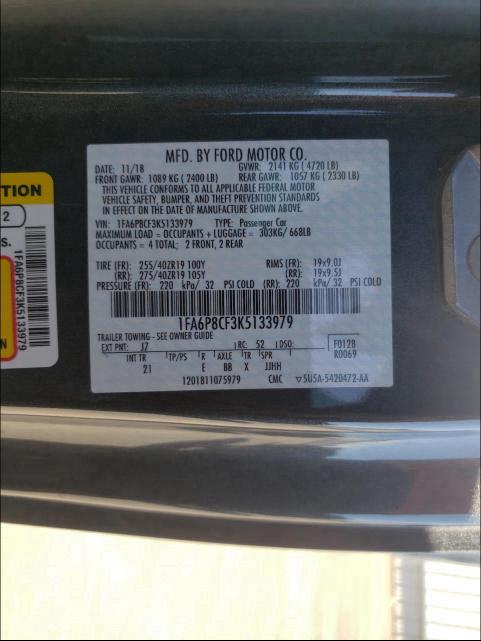 MFD. BY FORD MOTOR CO.
DATE: 11/18 GVWR: 2141 KG ( 4720 LB)
FRONT GAWR: 1089 KG ( 2400 LB) REAR GAWR: 1057 KG ( 2330 LB)
THIS VEHICLE CONFORMS TO ALL APPLICABLE FEDERAL MOTOR
VEHICLE SAFETY, BUMPER, AND THEFT PREVENTION STANDARDS
IN EFFECT ON THE DATE OF MANUFACTURE SHOWN ABOVE.
VIN: 1FA6P8CF3K5133979 TYPE: Passenger Car
MAXIMUM LOAD = OCCUPANTS + LUGGAGE = 303KG/ 668LB
OCCUPANTS = 4 TOTAL; 2 FRONT, 2 REAR
TIRE (FR): 255/40ZR19 100Y RIMS (FR): 19x9.0J
(RR): 275/40ZR19 105Y (RR): 19x9.5J
PRESSURE (FR): 220 kPa/ 32 PSI COLD (RR): 220 kPa/ 32 PSI COLD
1FA6P8CF3K5133979
TRAILER TOWING - SEE OWNER GUIDE
EXT PNT: J7 RC: 52 DSO: F0128
R0069
INT TR TP/PS R AXLE TR SPR
21 E BB X JJHH
1201811075979 CMC ▽5U5A-5420472-AA
TION
2
S.
1FA6P8CF3K5133979